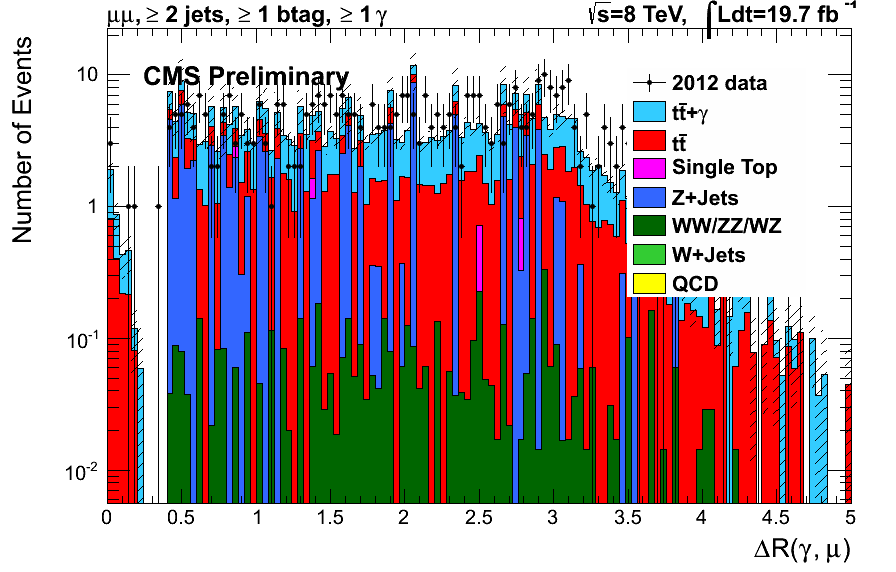 μμ, ≥ 2 jets, ≥ 1 btag, ≥ 1 γ
√s=8 TeV, ∫Ldt=19.7 fb⁻¹
CMS Preliminary
Number of Events
10
1
10⁻¹
10⁻²
2012 data
tt̄+γ
tt̄
Single Top
Z+Jets
WW/ZZ/WZ
W+Jets
QCD
0 0.5 1 1.5 2 2.5 3 3.5 4 4.5 5
ΔR(γ, μ)